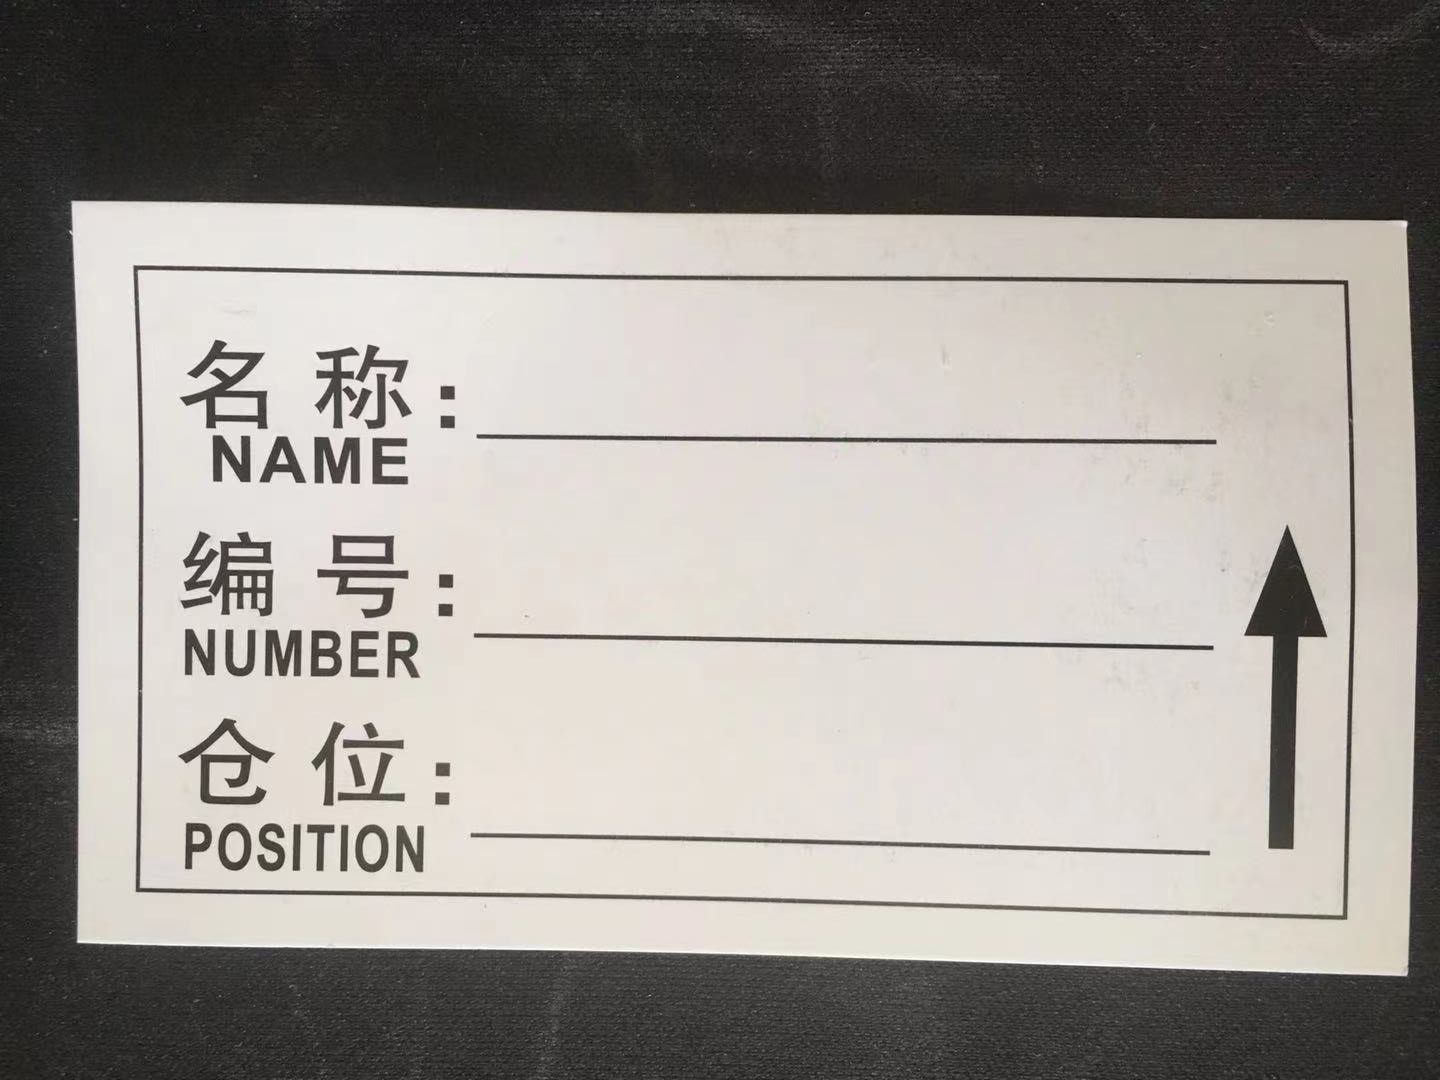 名 称：
NAME
编 号：
NUMBER
仓 位：
POSITION